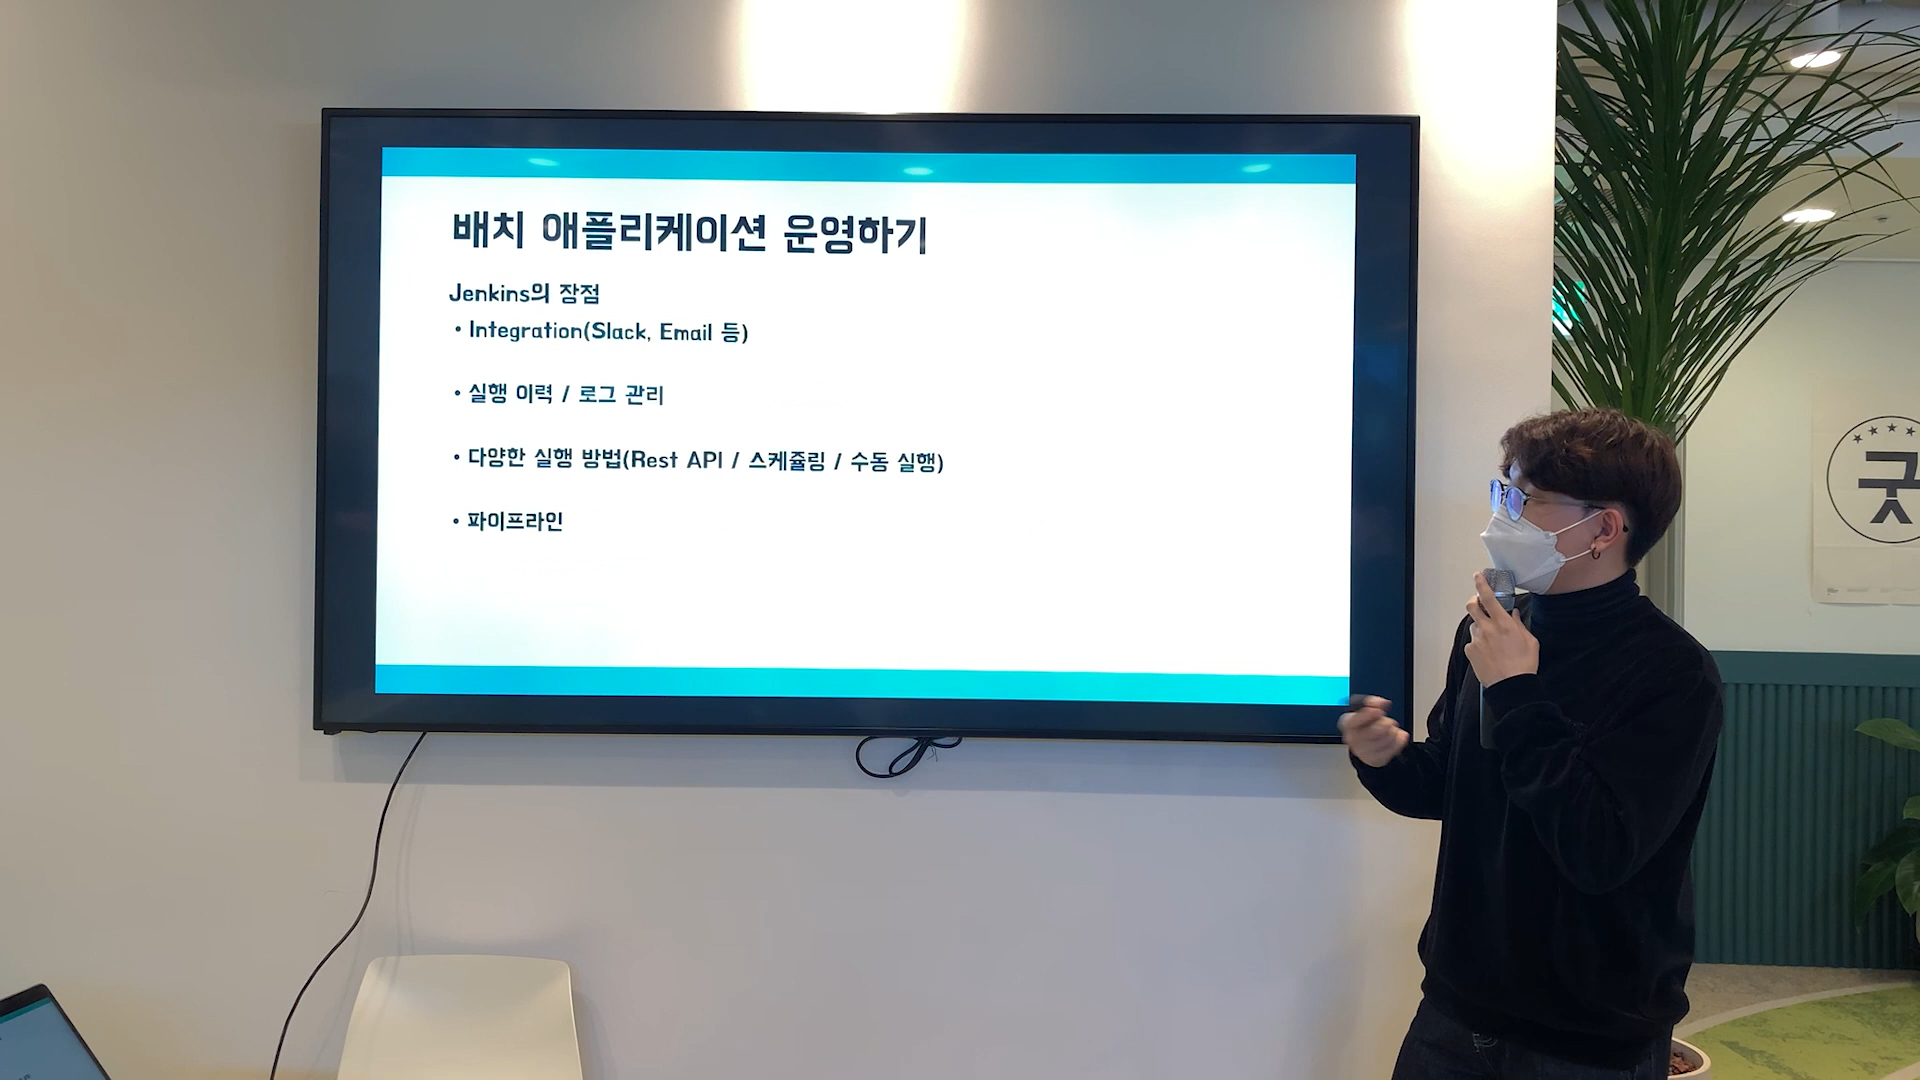 배치 애플리케이션 운영하기
Jenkins의 장점
• Integration(Slack, Email 등)
• 실행 이력 / 로그 관리
• 다양한 실행 방법(Rest API / 스케쥴링 / 수동 실행)
• 파이프라인
굿